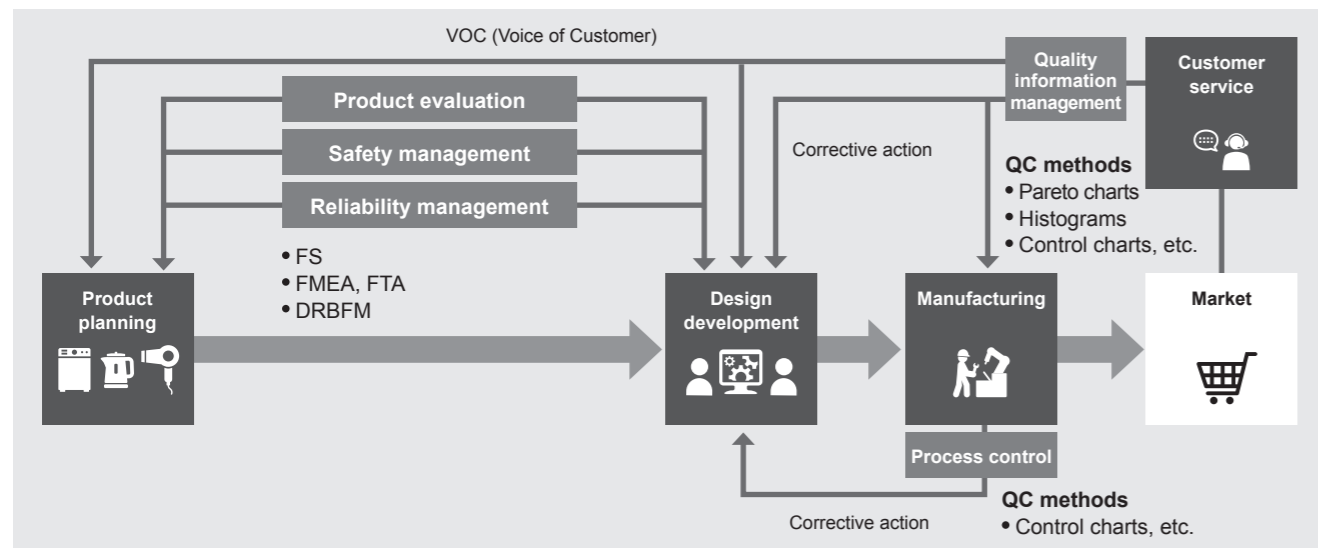 VOC (Voice of Customer)
Quality
information
management
Customer
service
Product evaluation
Safety management
Reliability management
Corrective action
QC methods
• Pareto charts
• Histograms
• Control charts, etc.
• FS
• FMEA, FTA
• DRBFM
Product
planning
Design
development
Manufacturing
Market
Process control
Corrective action
QC methods
• Control charts, etc.